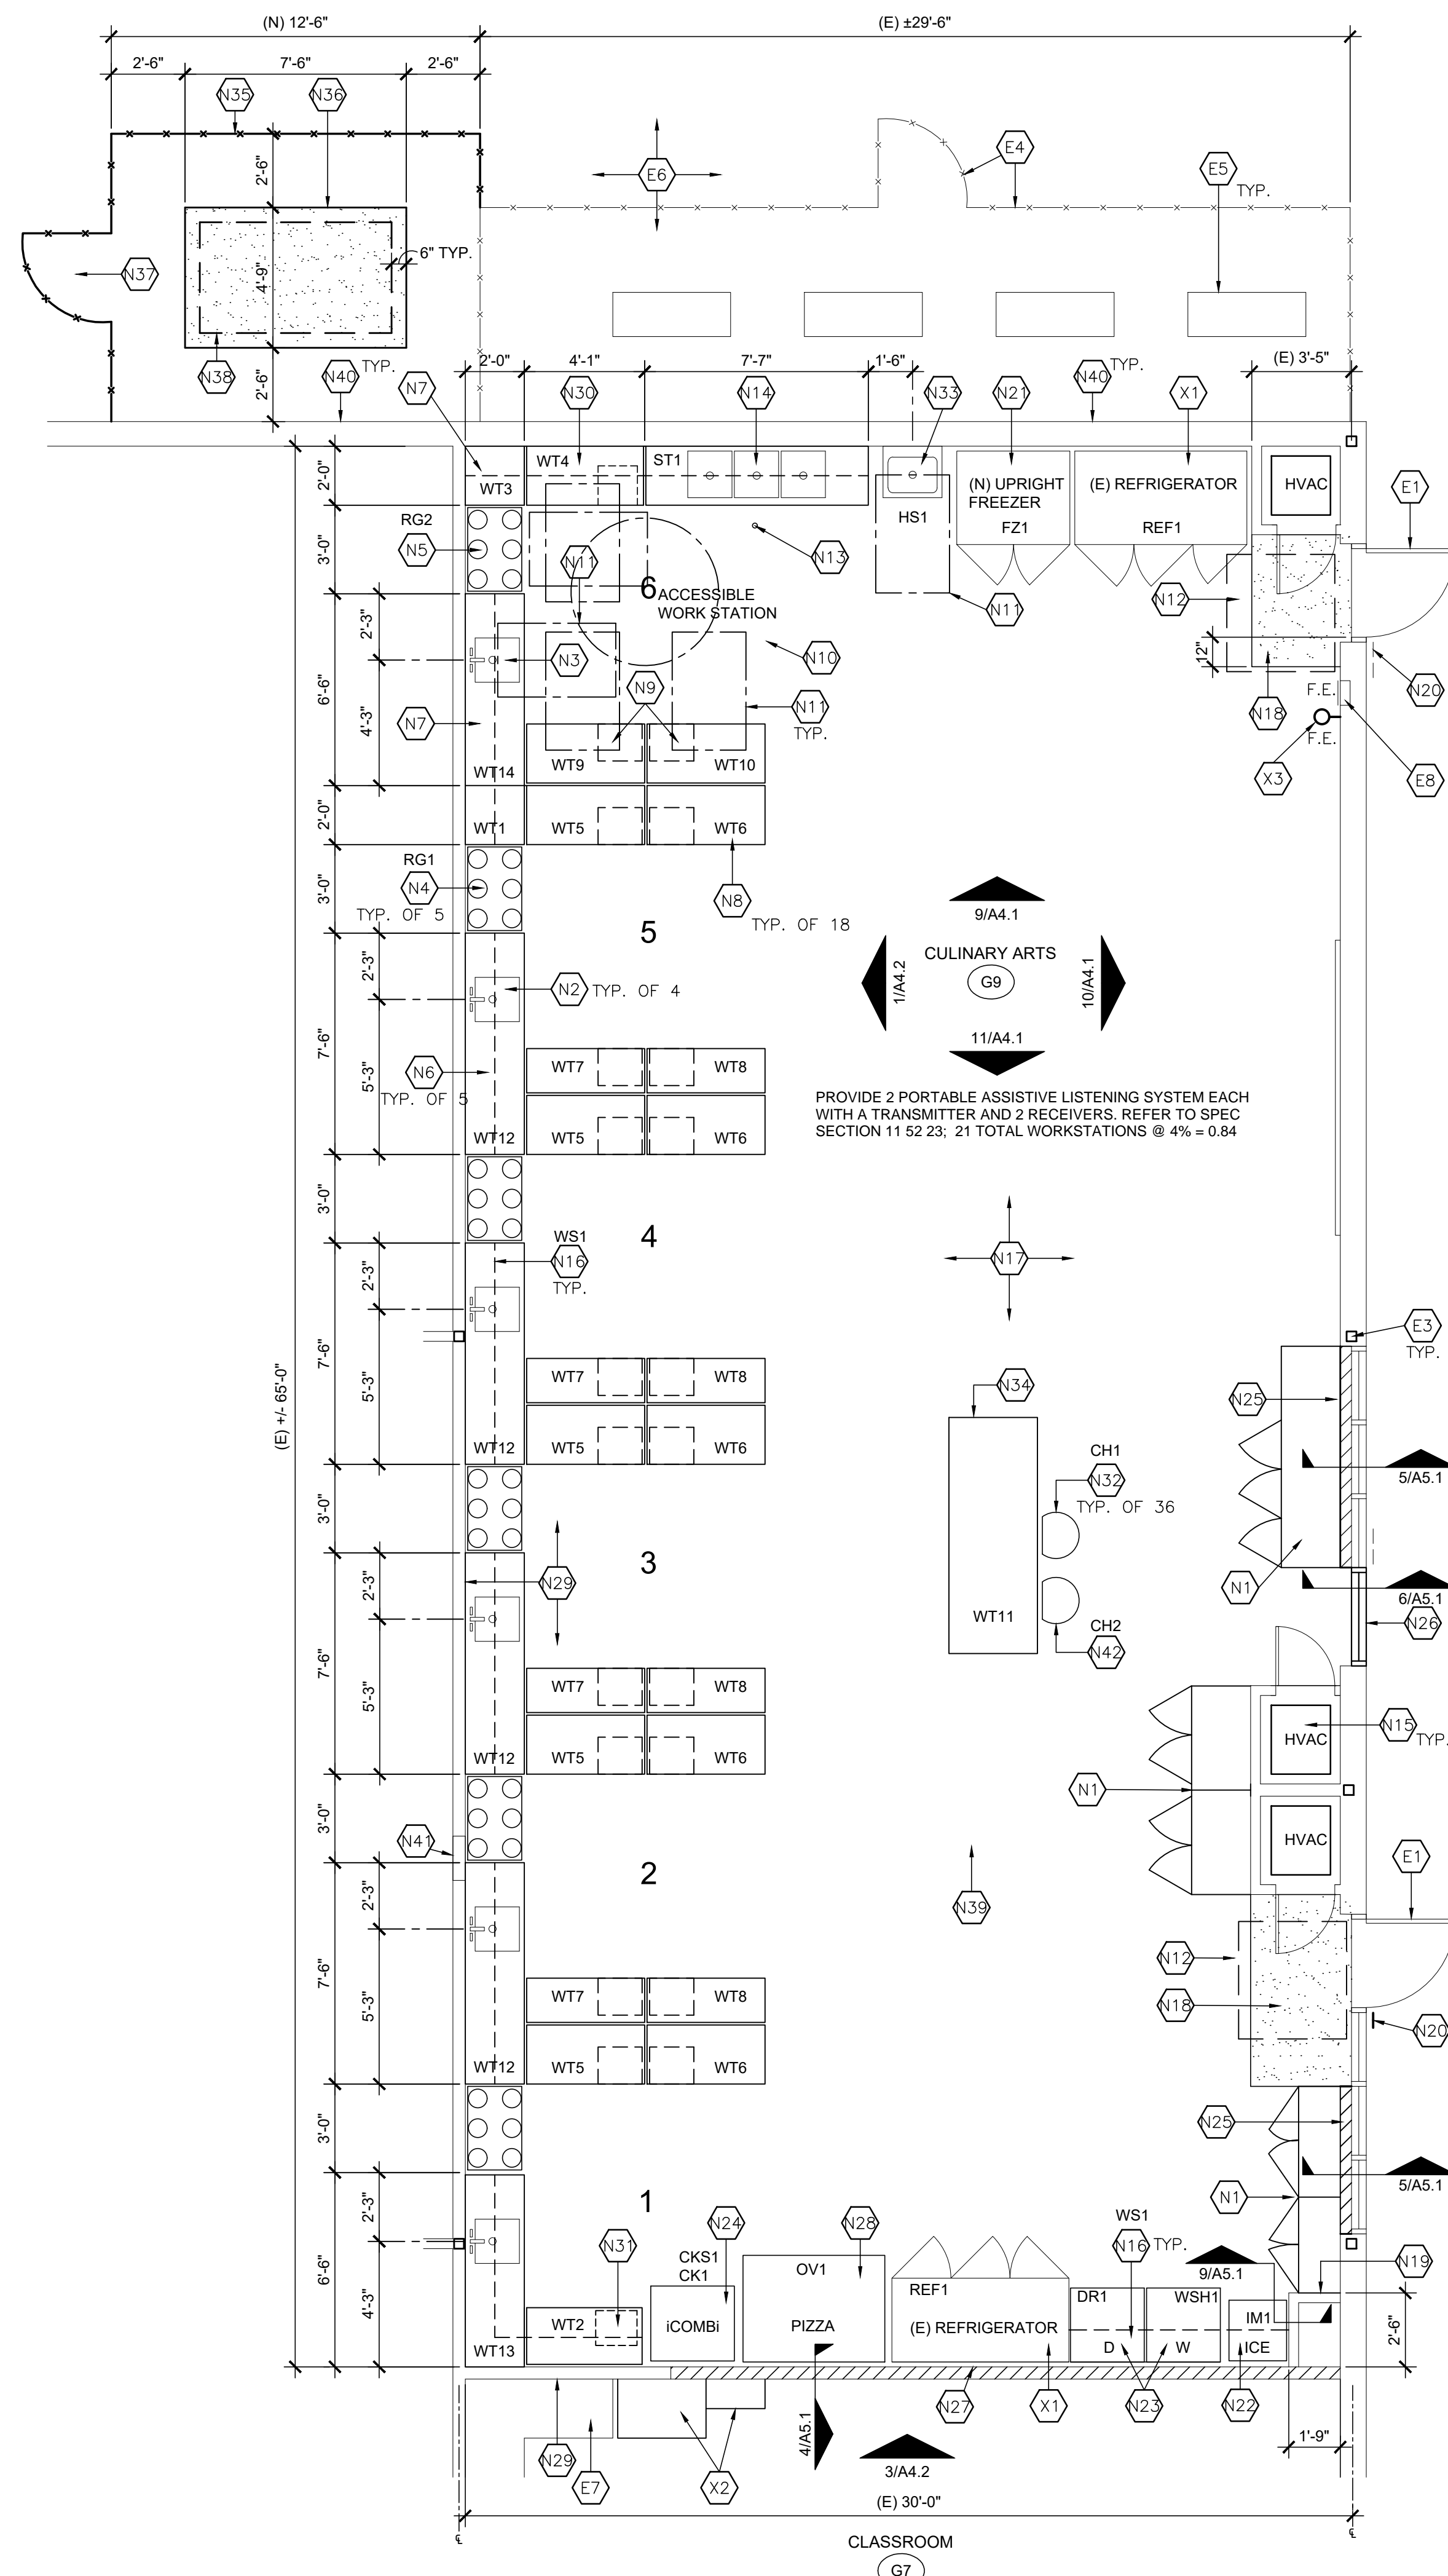 (N) 12'-6"
(E) ±29'-6"
2'-6"
7'-6"
2'-6"
N35
N36
E4
E6
E5
TYP.
2'-6"
6" TYP.
4'-9"
N37
N38
2'-6"
N40
TYP.
N7
2'-0"
4'-1"
7'-7"
1'-6"
(E) 3'-5"
N30
N14
N33
N21
N40
TYP.
X1
WT4
ST1
WT3
2'-0"
(N) UPRIGHT
FREEZER
FZ1
(E) REFRIGERATOR
REF1
HVAC
E1
HS1
RG2
N5
3'-0"
N11
N13
6
ACCESSIBLE
WORK STATION
N11
N12
12"
2'-3"
N3
N10
N9
N11
TYP.
N18
F.E.
F.E.
N20
X3
E8
6'-6"
4'-3"
N7
WT14
WT9
WT10
2'-0"
WT1
WT5
WT6
RG1
N4
TYP. OF 5
3'-0"
N8
TYP. OF 18
5
9/A4.1
1/A4.2
CULINARY ARTS
G9
10/A4.1
11/A4.1
2'-3"
N2
TYP. OF 4
7'-6"
5'-3"
N6
TYP. OF 5
WT7
WT8
PROVIDE 2 PORTABLE ASSISTIVE LISTENING SYSTEM EACH
WITH A TRANSMITTER AND 2 RECEIVERS. REFER TO SPEC
SECTION 11 52 23; 21 TOTAL WORKSTATIONS @ 4% = 0.84
WT12
WT5
WT6
3'-0"
4
WS1
N16
TYP.
N17
2'-3"
E3
TYP.
7'-6"
5'-3"
(E) +/- 65'-0"
WT7
WT8
N34
N25
WT12
WT5
WT6
CH1
N32
TYP. OF 36
5/A5.1
3'-0"
3
N29
N1
6/A5.1
N26
2'-3"
WT11
CH2
N42
7'-6"
5'-3"
WT7
WT8
HVAC
N15
TYP.
WT12
WT5
WT6
N1
3'-0"
N41
HVAC
E1
2
N39
2'-3"
N12
N18
N20
7'-6"
5'-3"
WT7
WT8
WT12
WT5
WT6
3'-0"
N25
1
5/A5.1
N1
2'-3"
N31
N24
N28
WS1
N16
TYP.
9/A5.1
N19
CKS1
CK1
OV1
REF1
DR1
WSH1
IM1
6'-6"
4'-3"
WT2
iCOMBi
PIZZA
(E) REFRIGERATOR
D
W
ICE
2'-6"
WT13
N27
X1
N23
N22
N29
E7
X2
4/A5.1
3/A4.2
1'-9"
(E) 30'-0"
CLASSROOM
G7